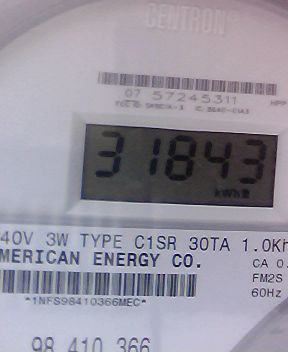 CENTRON®
07 57245311
31843
kWh
40V 3W TYPE C1SR 30TA 1.0Kh
MERICAN ENERGY CO.
CA 0.
FM2S
60Hz
*1NFS98410366MEC*
98 410 366